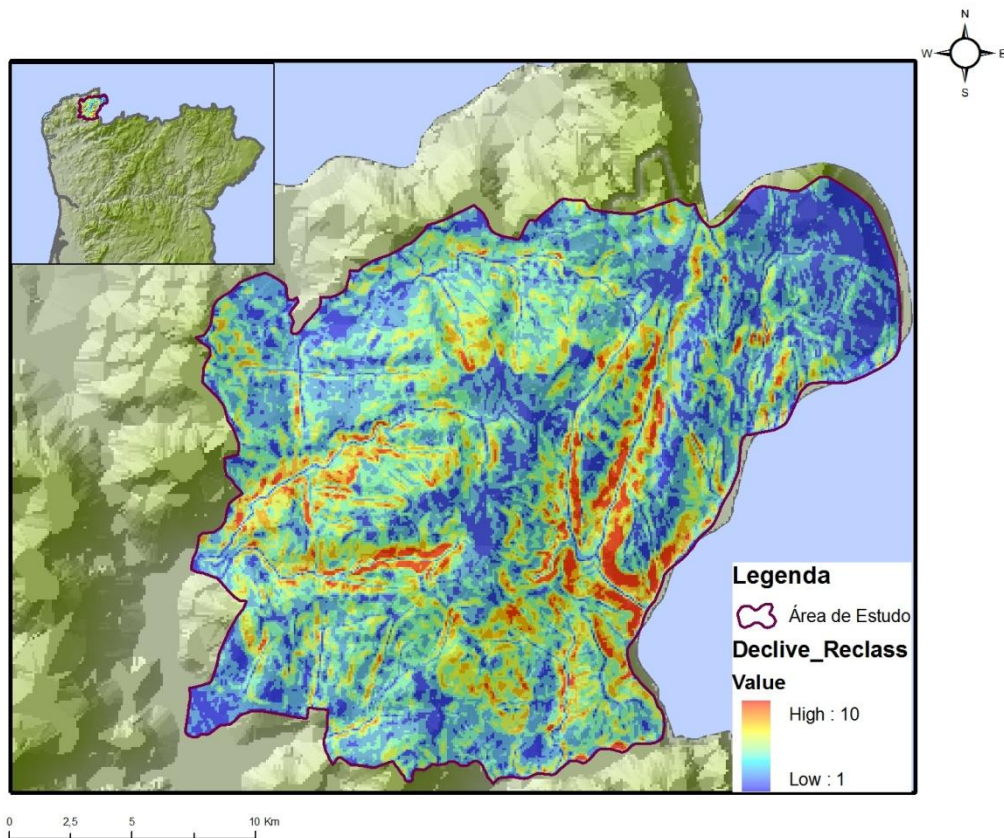 N
W E
S
Legenda
Área de Estudo
Declive_Reclass
Value
High : 10
Low : 1
0 2,5 5 10 Km